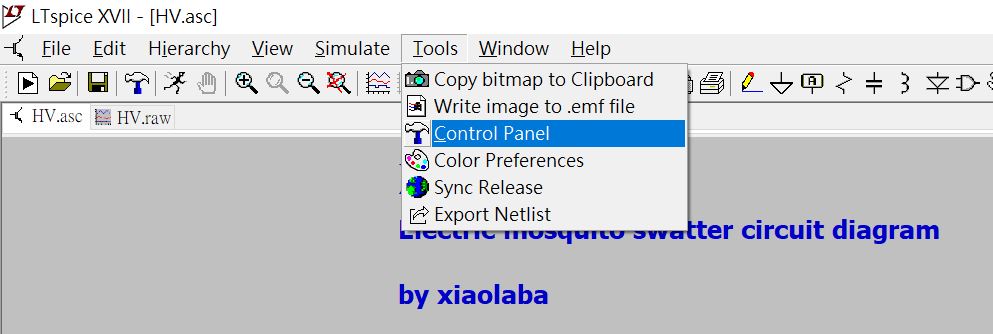 LTspice XVII - [HV.asc]
File Edit Hierarchy View Simulate Tools Window Help
HV.asc HV.raw
Copy bitmap to Clipboard
Write image to .emf file
Control Panel
Color Preferences
Sync Release
Export Netlist
Electric mosquito swatter circuit diagram
by xiaolaba